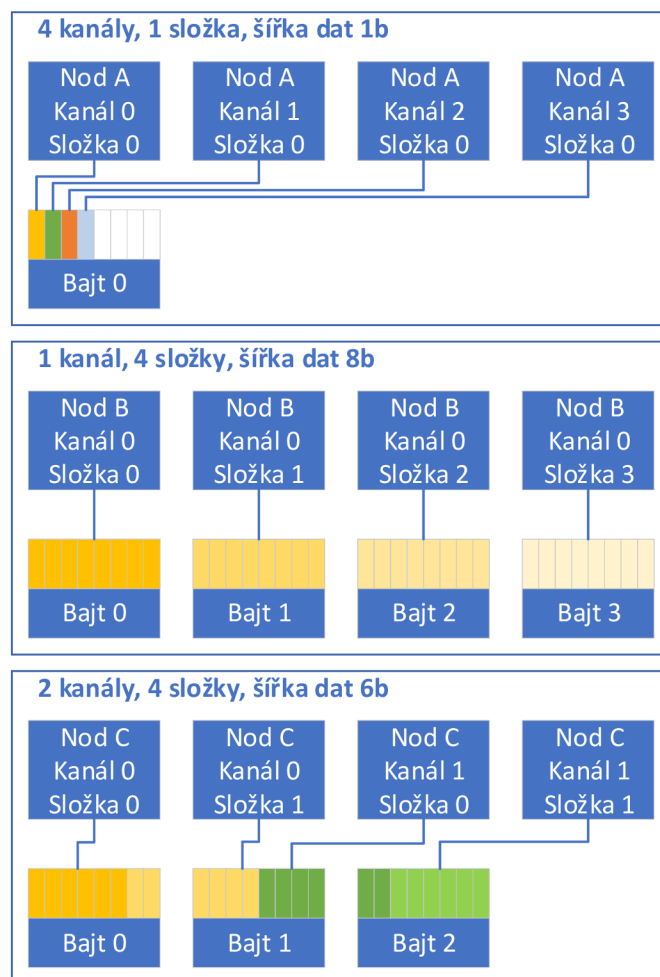 4 kanály, 1 složka, šířka dat 1b
Nod A
Kanál 0
Složka 0
Nod A
Kanál 1
Složka 0
Nod A
Kanál 2
Složka 0
Nod A
Kanál 3
Složka 0
Bajt 0
1 kanál, 4 složky, šířka dat 8b
Nod B
Kanál 0
Složka 0
Nod B
Kanál 0
Složka 1
Nod B
Kanál 0
Složka 2
Nod B
Kanál 0
Složka 3
Bajt 0
Bajt 1
Bajt 2
Bajt 3
2 kanály, 4 složky, šířka dat 6b
Nod C
Kanál 0
Složka 0
Nod C
Kanál 0
Složka 1
Nod C
Kanál 1
Složka 0
Nod C
Kanál 1
Složka 1
Bajt 0
Bajt 1
Bajt 2